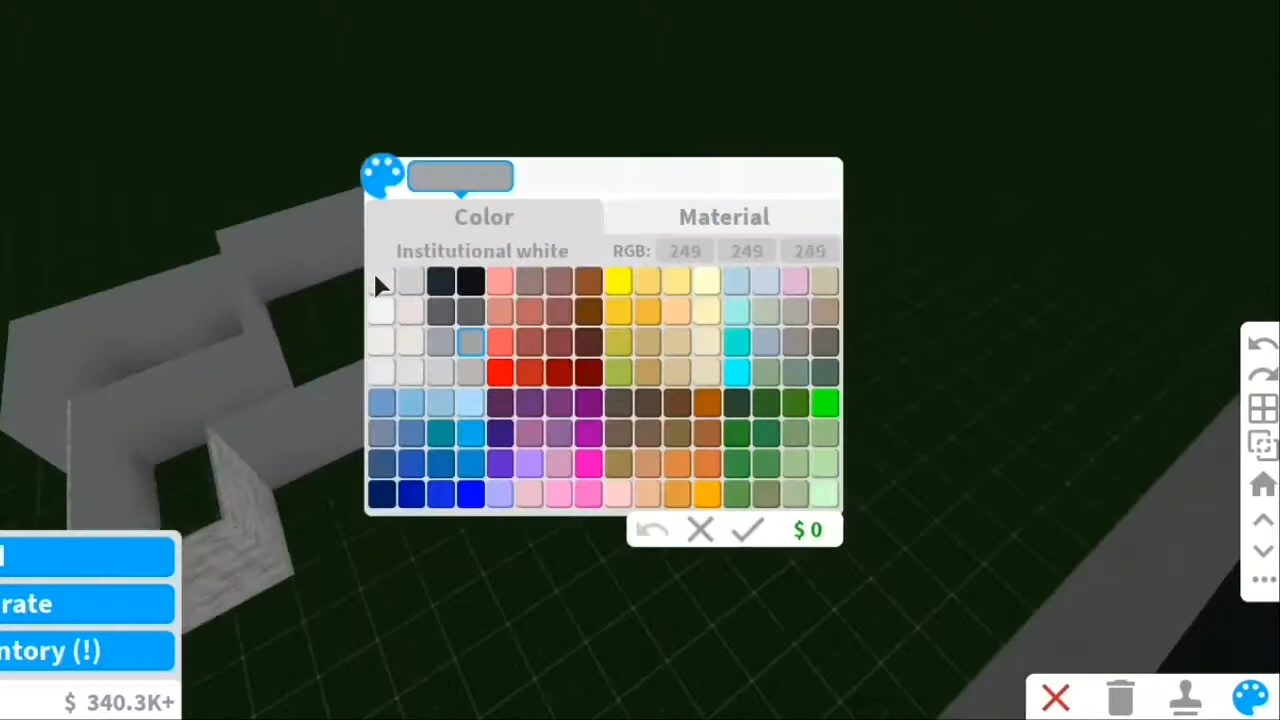 Color
Material
Institutional white
RGB: 249 249 249
$ 0
rate
ntory (!)
$ 340.3K+